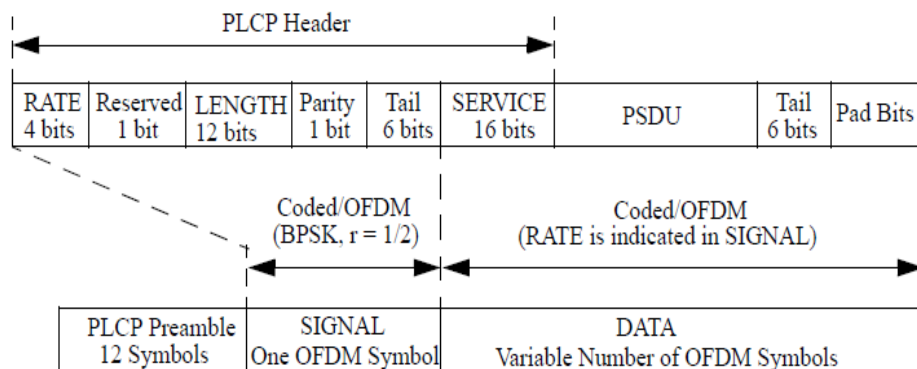 PLCP Header
RATE Reserved LENGTH Parity Tail SERVICE PSDU Tail Pad Bits
4 bits 1 bit 12 bits 1 bit 6 bits 16 bits 6 bits
Coded/OFDM Coded/OFDM
(BPSK, r = 1/2) (RATE is indicated in SIGNAL)
PLCP Preamble SIGNAL DATA
12 Symbols One OFDM Symbol Variable Number of OFDM Symbols